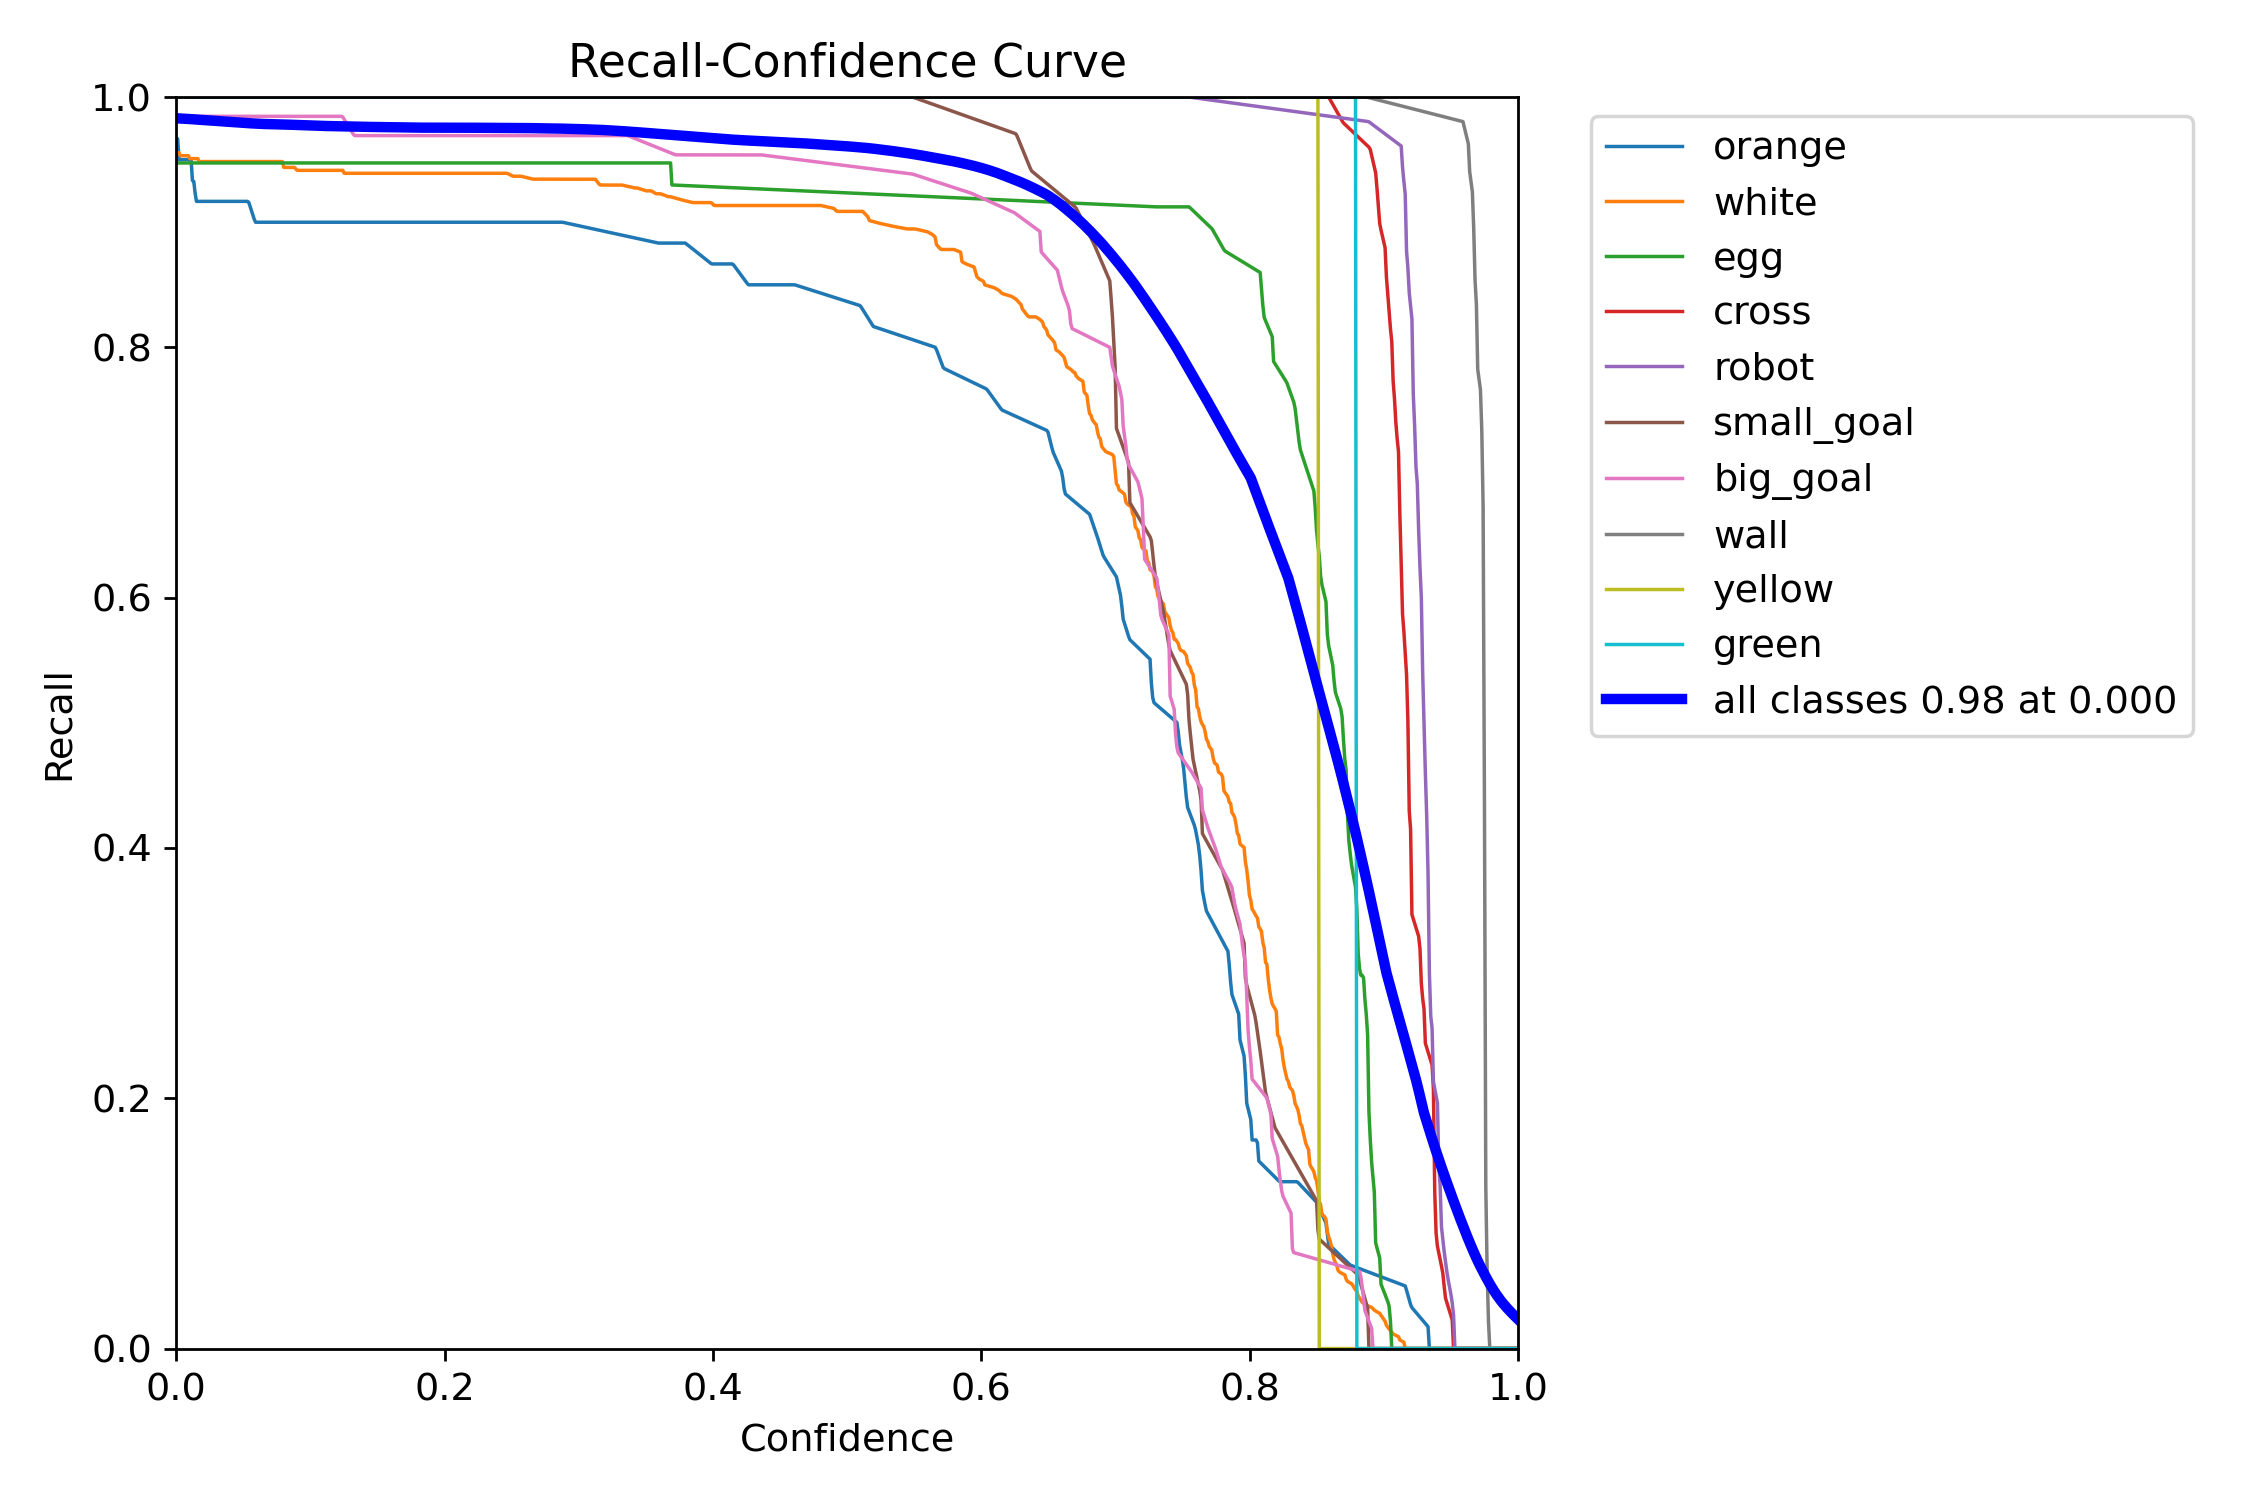 Recall-Confidence Curve
1.0
0.8
0.6
0.4
0.2
0.0
Recall
0.0 0.2 0.4 0.6 0.8 1.0
Confidence
orange
white
egg
cross
robot
small_goal
big_goal
wall
yellow
green
all classes 0.98 at 0.000